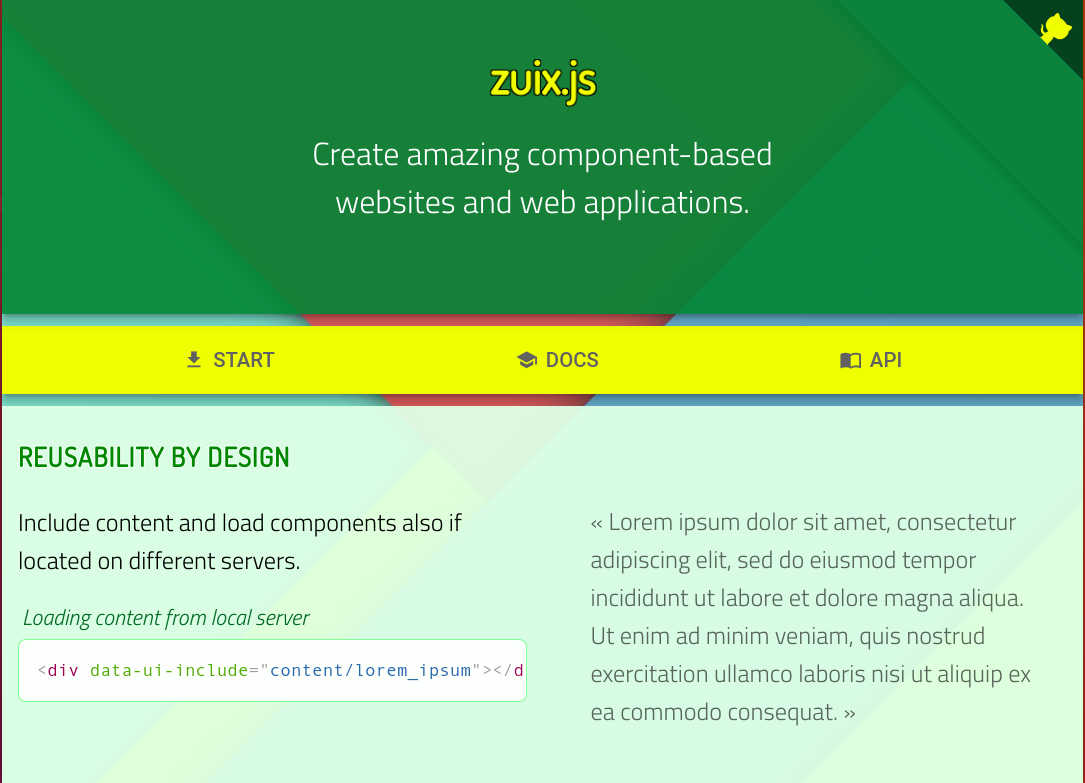 zuix.js
Create amazing component-based
websites and web applications.
START
DOCS
API
REUSABILITY BY DESIGN
Include content and load components also if
located on different servers.
Loading content from local server
<div data-ui-include="content/lorem_ipsum"></d
« Lorem ipsum dolor sit amet, consectetur
adipiscing elit, sed do eiusmod tempor
incididunt ut labore et dolore magna aliqua.
Ut enim ad minim veniam, quis nostrud
exercitation ullamco laboris nisi ut aliquip ex
ea commodo consequat. »